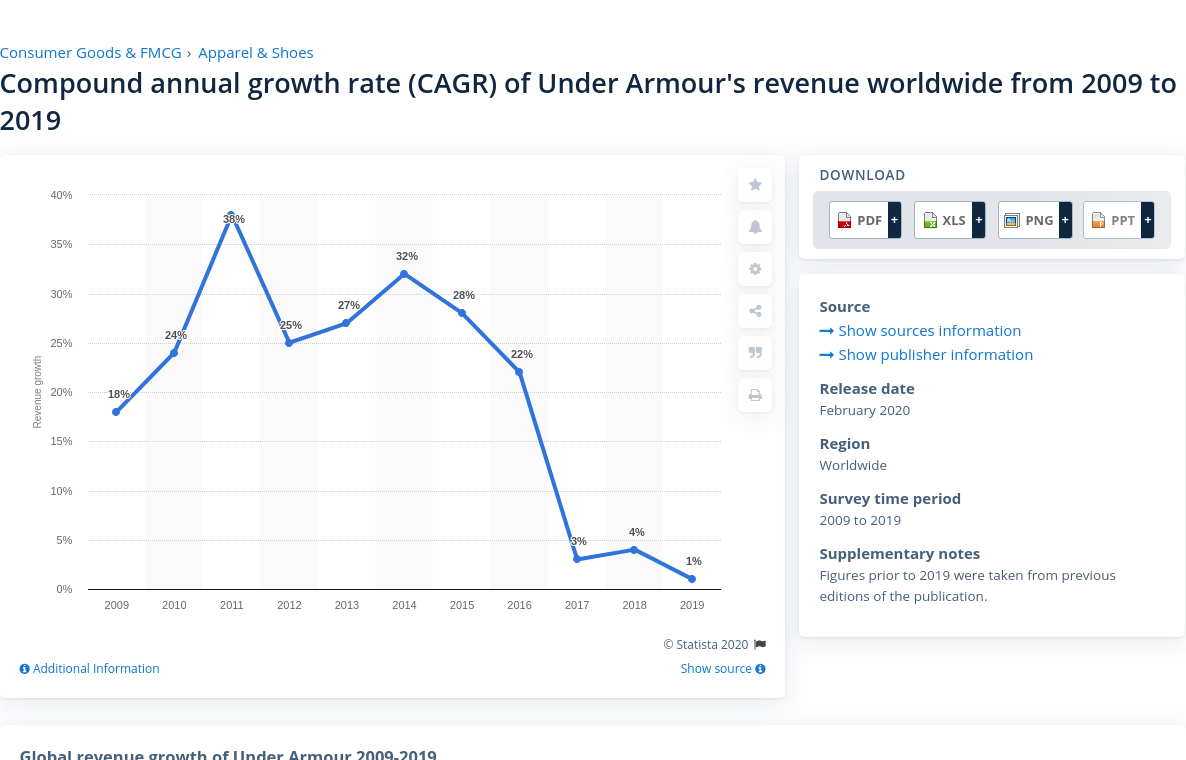 Consumer Goods & FMCG › Apparel & Shoes
Compound annual growth rate (CAGR) of Under Armour's revenue worldwide from 2009 to
2019
40%
35%
30%
25%
20%
15%
10%
5%
0%
Revenue growth
18%
24%
38%
25%
27%
32%
28%
22%
3%
4%
1%
2009 2010 2011 2012 2013 2014 2015 2016 2017 2018 2019
© Statista 2020
Additional Information
Show source
DOWNLOAD
PDF + XLS + PNG + PPT +
Source
Show sources information
Show publisher information
Release date
February 2020
Region
Worldwide
Survey time period
2009 to 2019
Supplementary notes
Figures prior to 2019 were taken from previous
editions of the publication.
Global revenue growth of Under Armour 2009-2019